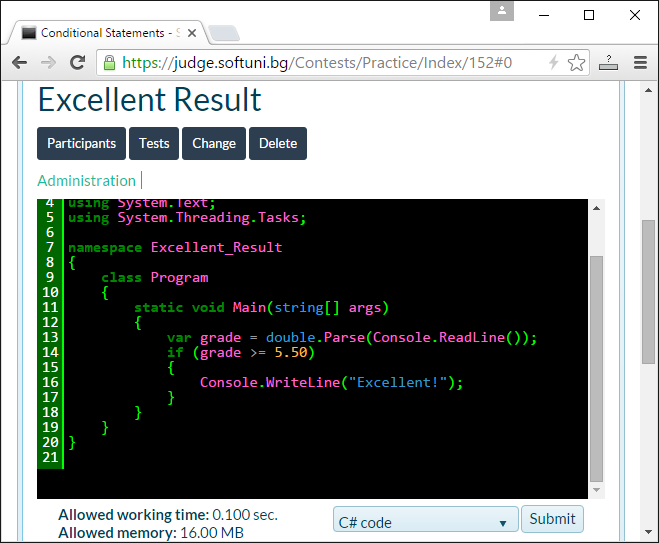 Conditional Statements - S
https://judge.softuni.bg/Contests/Practice/Index/152#0
Excellent Result
Participants Tests Change Delete
Administration
4 using System.Text;
5 using System.Threading.Tasks;
6
7 namespace Excellent_Result
8 {
9     class Program
10     {
11         static void Main(string[] args)
12         {
13             var grade = double.Parse(Console.ReadLine());
14             if (grade >= 5.50)
15             {
16                 Console.WriteLine("Excellent!");
17             }
18         }
19     }
20 }
21
Allowed working time: 0.100 sec.
Allowed memory: 16.00 MB
C# code
Submit